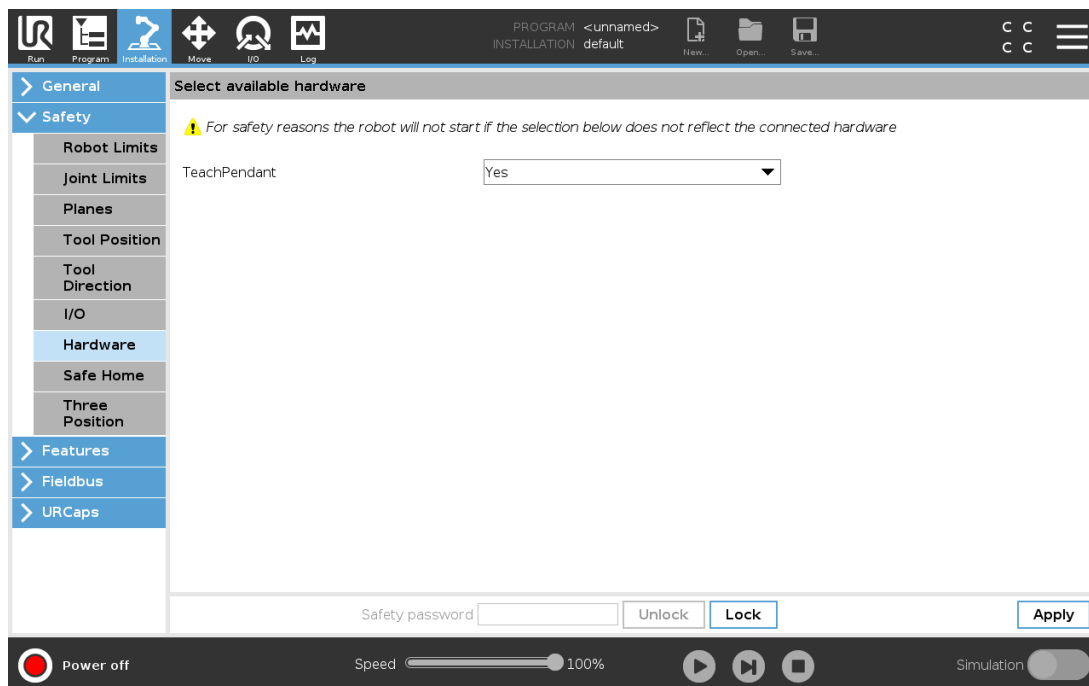 PROGRAM <unnamed>
INSTALLATION default
C C
C C
Run Program Installation Move I/O Log New... Open... Save...
General
Select available hardware
Safety
For safety reasons the robot will not start if the selection below does not reflect the connected hardware
Robot Limits
TeachPendant Yes
Joint Limits
Planes
Tool Position
Tool
Direction
I/O
Hardware
Safe Home
Three
Position
Features
Fieldbus
URCaps
Safety password Unlock Lock Apply
Power off Speed 100% Simulation